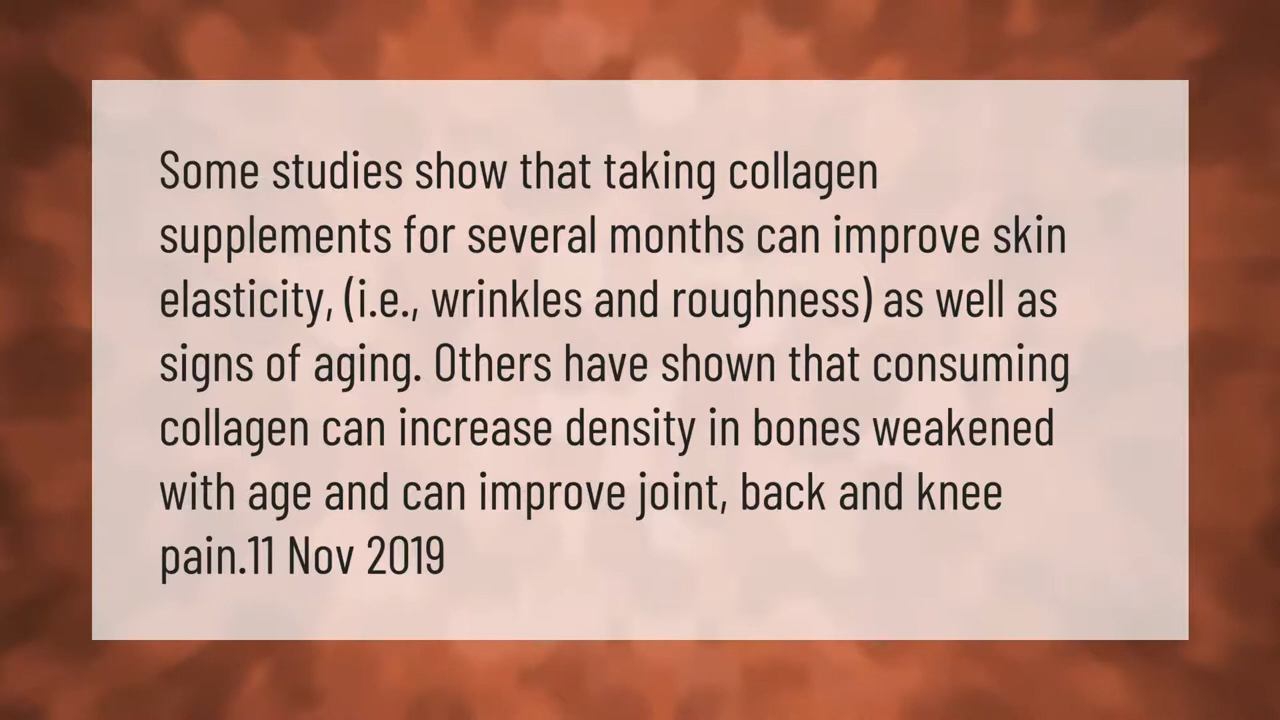 Some studies show that taking collagen
supplements for several months can improve skin
elasticity, (i.e., wrinkles and roughness) as well as
signs of aging. Others have shown that consuming
collagen can increase density in bones weakened
with age and can improve joint, back and knee
pain.11 Nov 2019